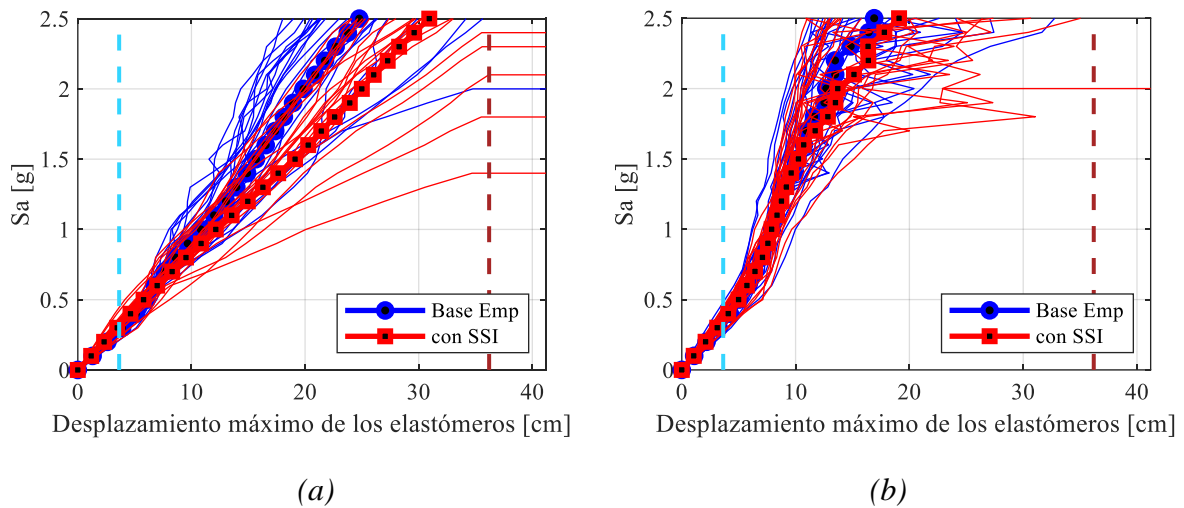 2.5
2
1.5
1
0.5
0
Sa [g]
0 10 20 30 40
Base Emp
con SSI
Desplazamiento máximo de los elastómeros [cm]
(a)
2.5
2
1.5
1
0.5
0
Sa [g]
0 10 20 30 40
Base Emp
con SSI
Desplazamiento máximo de los elastómeros [cm]
(b)